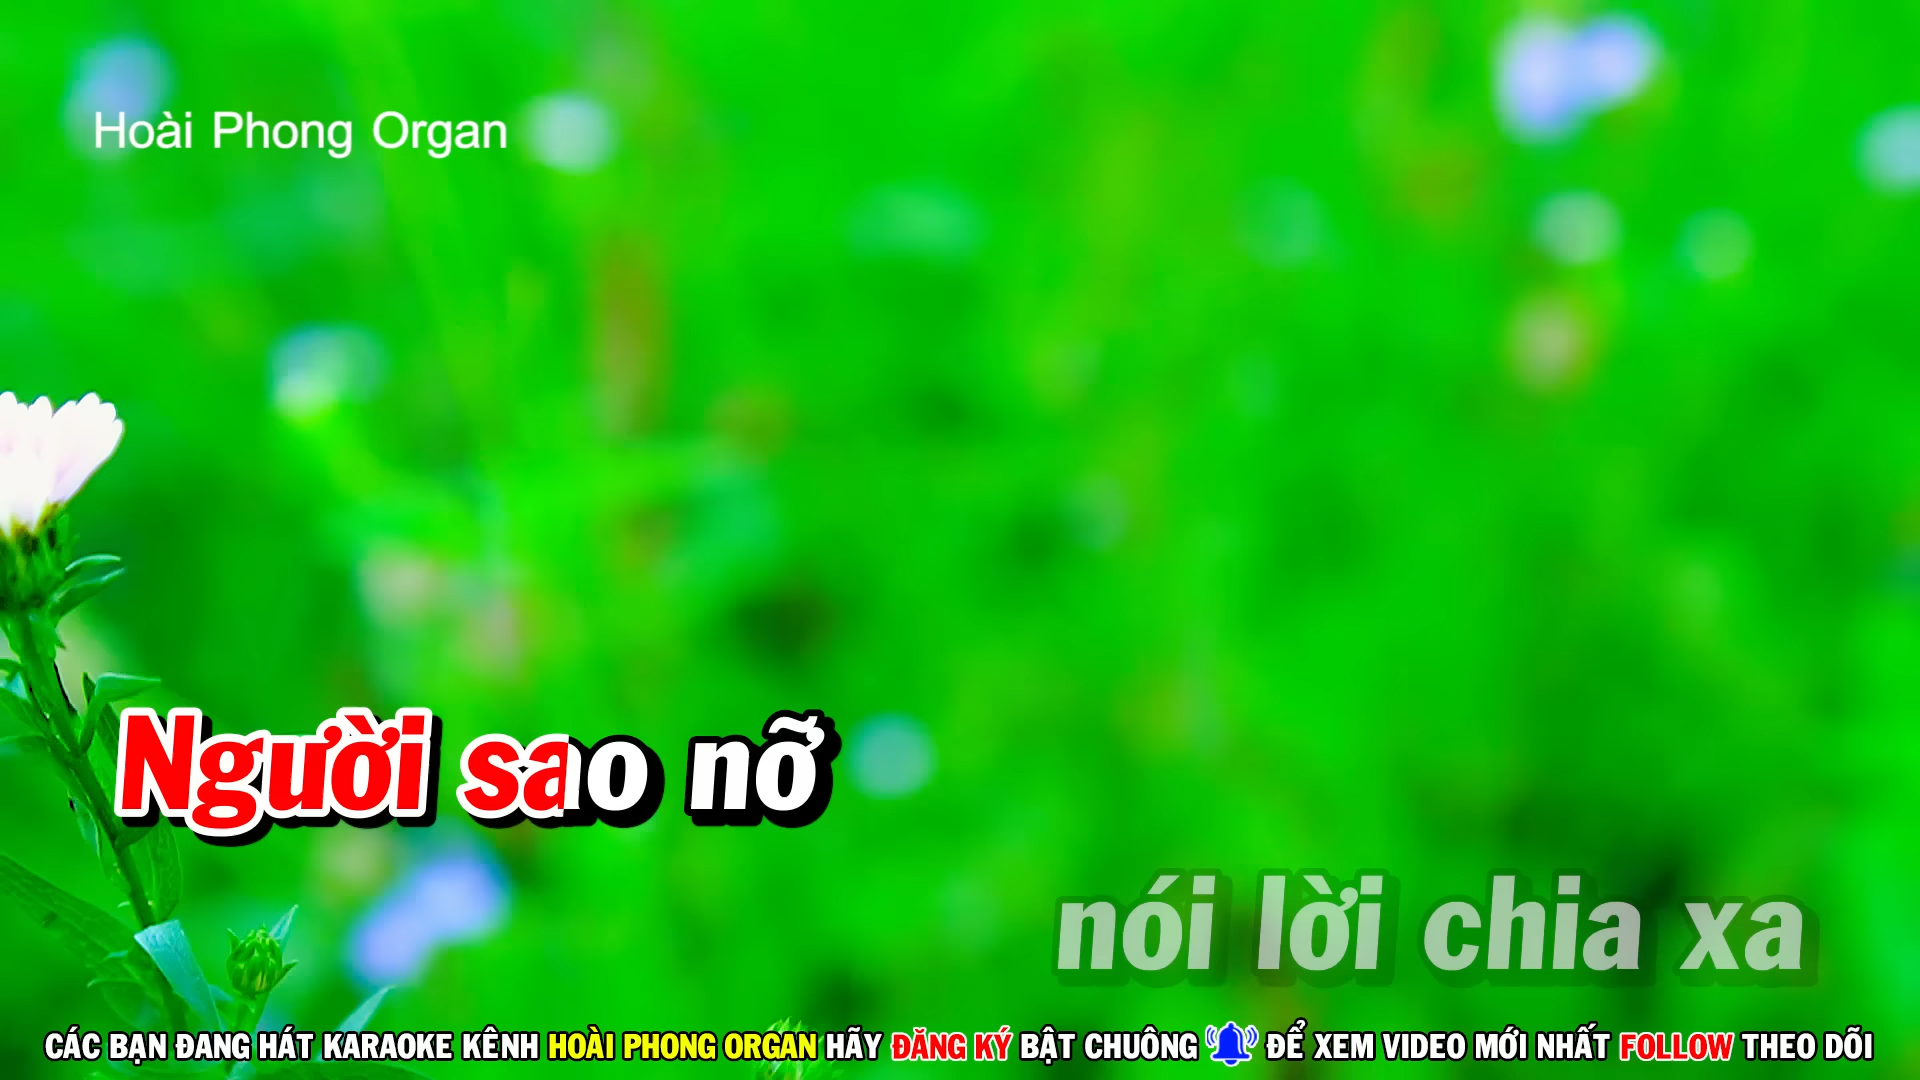 Hoài Phong Organ
Người sao nỡ
nói lời chia xa
CÁC BẠN ĐANG HÁT KARAOKE KÊNH HOÀI PHONG ORGAN HÃY ĐĂNG KÝ BẬT CHUÔNG ĐỂ XEM VIDEO MỚI NHẤT FOLLOW THEO DÕI